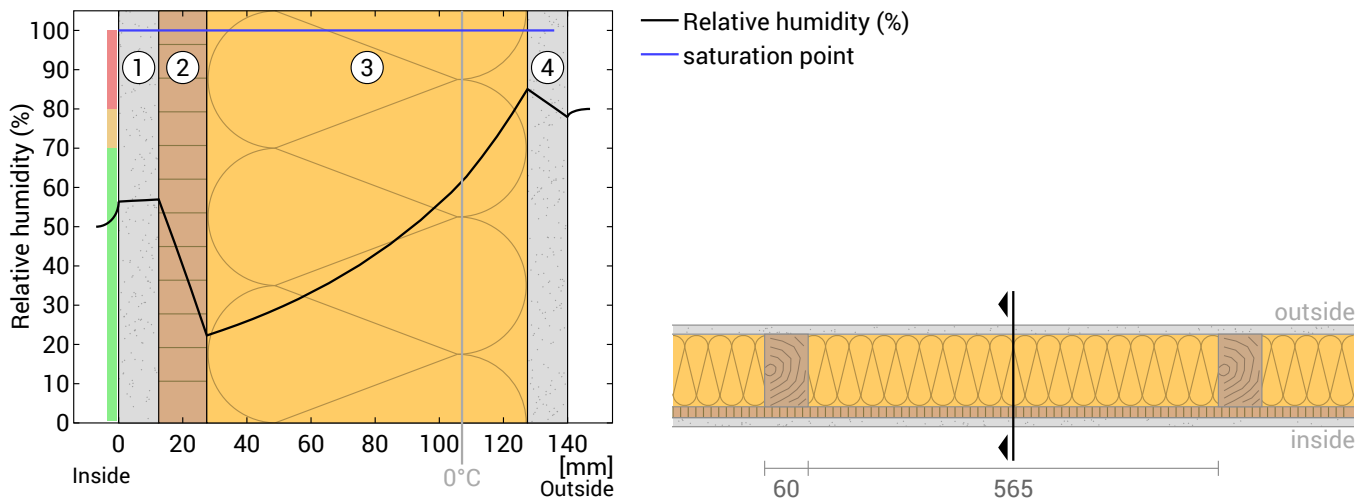 Relative humidity (%)
100
90
80
70
60
50
40
30
20
10
0
1 2 3 4
0 20 40 60 80 100 120 140
[mm]
Inside
0°C
Outside
Relative humidity (%)
saturation point
outside
inside
60 565